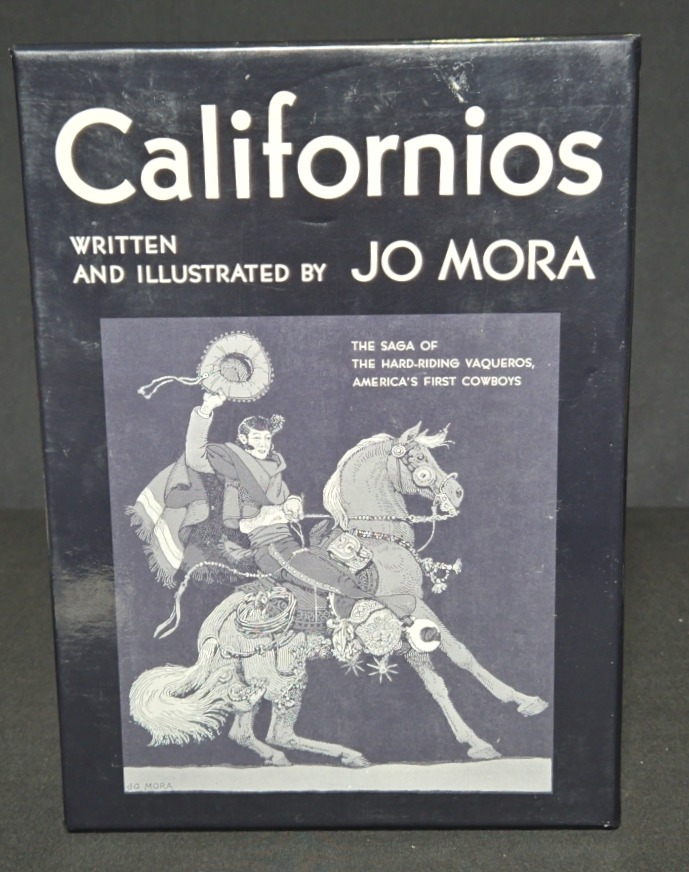 Californios
WRITTEN
AND ILLUSTRATED BY JO MORA
THE SAGA OF
THE HARD-RIDING VAQUEROS,
AMERICA'S FIRST COWBOYS
JO MORA